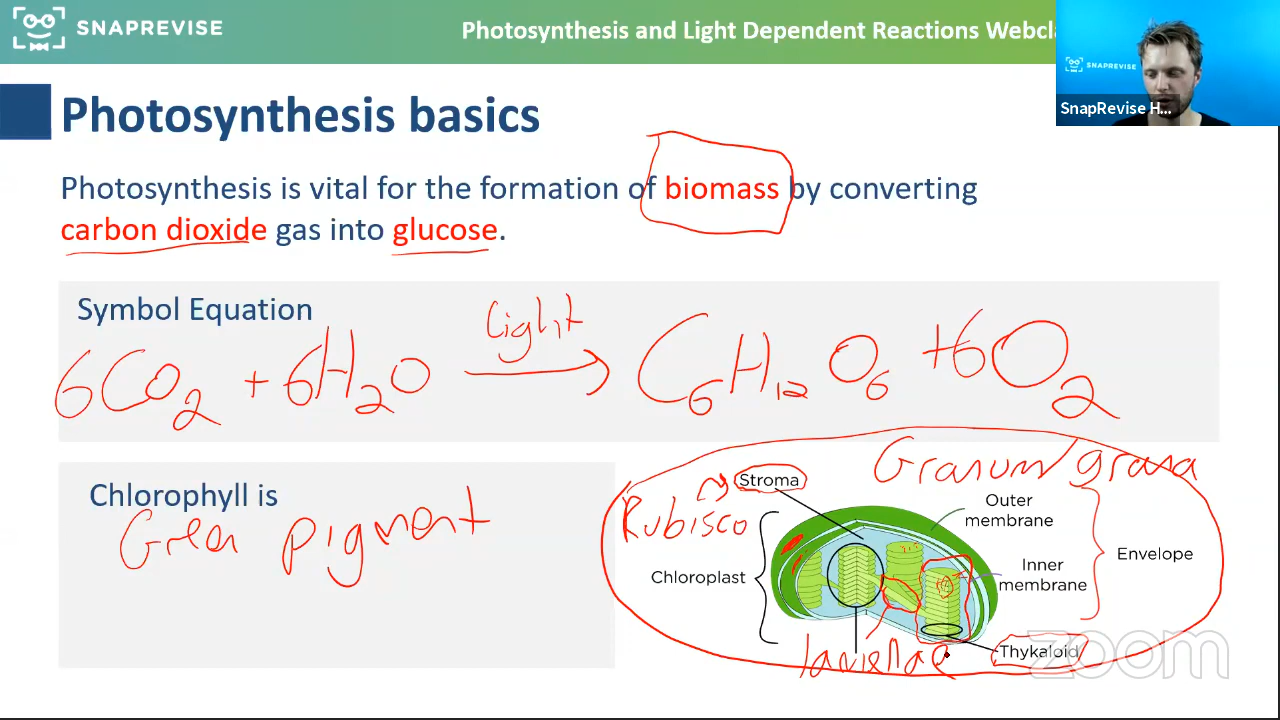 SNAPREVISE
Photosynthesis and Light Dependent Reactions Webcla
SNAPREVISE
SnapRevise H...
Photosynthesis basics
Photosynthesis is vital for the formation of biomass by converting
carbon dioxide gas into glucose.
Symbol Equation
Light
6CO2 + 6H2O → C6H12O6 + 6O2
Chlorophyll is
Green pigment
Granum/grana
Stroma
Rubisco
Outer
membrane
Chloroplast
Inner
membrane
Envelope
Thykaloid
lamellae
zoom